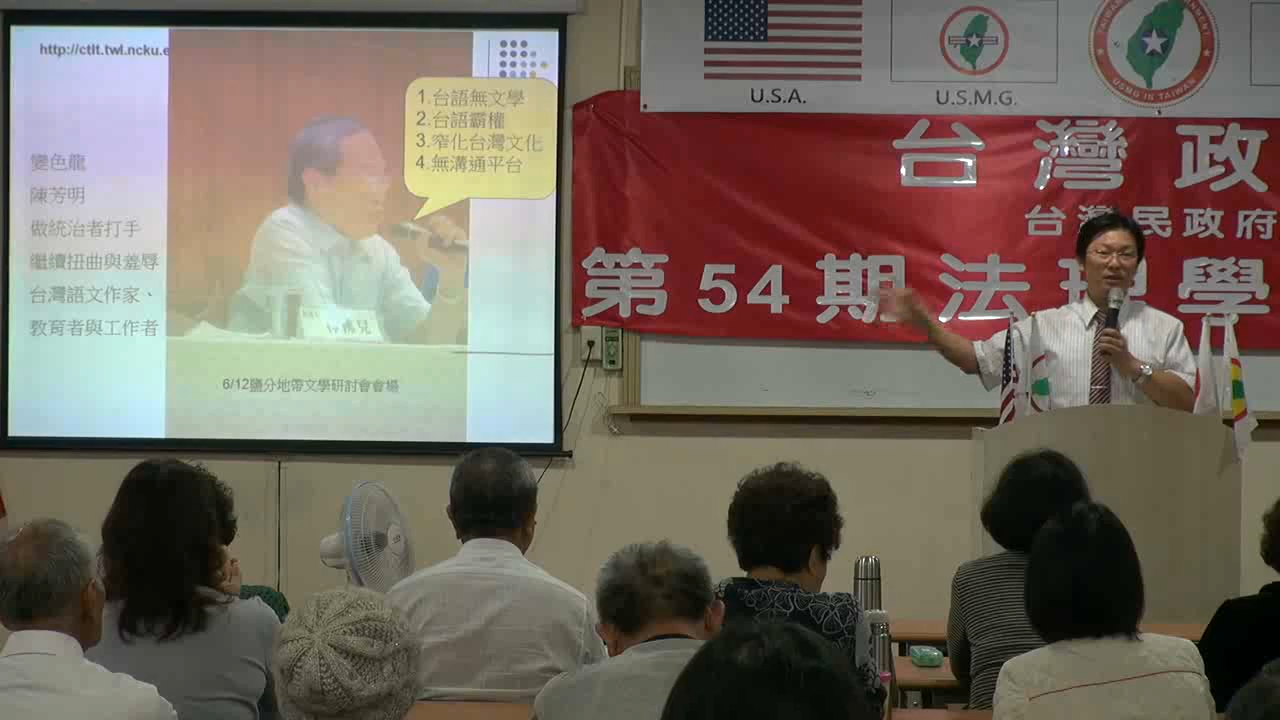 http://ctlt.twl.ncku.e
1.台語無文學
2.台語霸權
3.窄化台灣文化
4.無溝通平台
變色龍
陳芳明
做統治者打手
繼續扭曲與羞辱
台灣語文作家、
教育者與工作者
6/12鹽分地帶文學研討會會場
U.S.A.
U.S.M.G.
USMG IN TAIWAN
台灣政
台灣民政府
第54期法理學